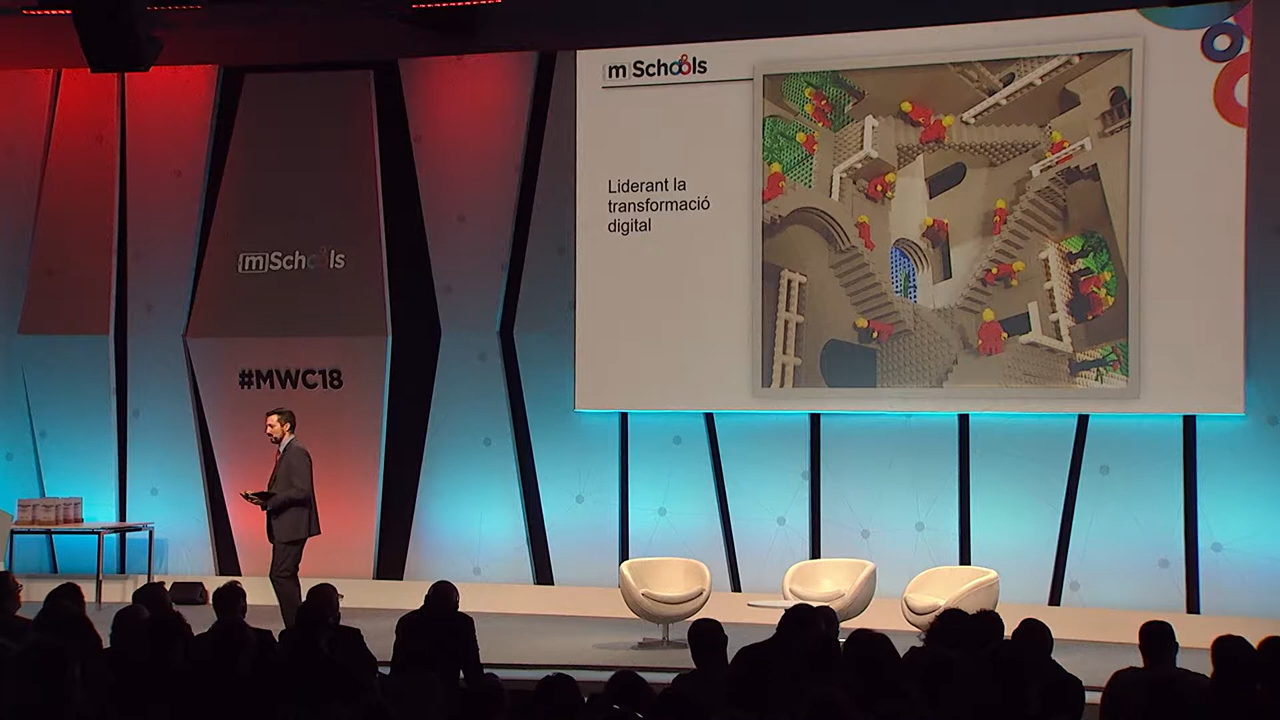 mSchools
Liderant la
transformació
digital
mSchools
#MWC18